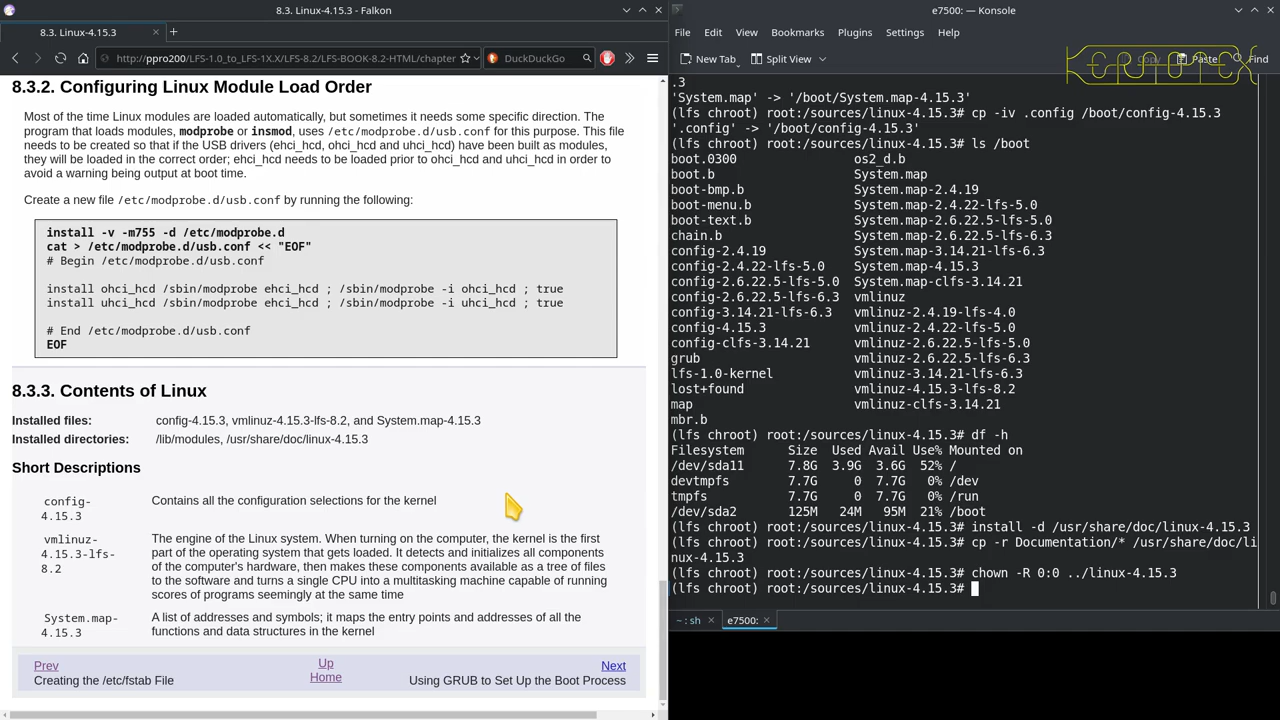 8.3. Linux-4.15.3 - Falkon
8.3. Linux-4.15.3
http://ppro200/LFS-1.0_to_LFS-1X.X/LFS-8.2/LFS-BOOK-8.2-HTML/chapter
DuckDuckGo
8.3.2. Configuring Linux Module Load Order
Most of the time Linux modules are loaded automatically, but sometimes it needs some specific direction. The
program that loads modules, modprobe or insmod, uses /etc/modprobe.d/usb.conf for this purpose. This file
needs to be created so that if the USB drivers (ehci_hcd, ohci_hcd and uhci_hcd) have been built as modules,
they will be loaded in the correct order; ehci_hcd needs to be loaded prior to ohci_hcd and uhci_hcd in order to
avoid a warning being output at boot time.
Create a new file /etc/modprobe.d/usb.conf by running the following:
install -v -m755 -d /etc/modprobe.d
cat > /etc/modprobe.d/usb.conf << "EOF"
# Begin /etc/modprobe.d/usb.conf
install ohci_hcd /sbin/modprobe ehci_hcd ; /sbin/modprobe -i ohci_hcd ; true
install uhci_hcd /sbin/modprobe ehci_hcd ; /sbin/modprobe -i uhci_hcd ; true
# End /etc/modprobe.d/usb.conf
EOF
8.3.3. Contents of Linux
Installed files: config-4.15.3, vmlinuz-4.15.3-lfs-8.2, and System.map-4.15.3
Installed directories: /lib/modules, /usr/share/doc/linux-4.15.3
Short Descriptions
config-
4.15.3
Contains all the configuration selections for the kernel
vmlinuz-
4.15.3-lfs-
8.2
The engine of the Linux system. When turning on the computer, the kernel is the first
part of the operating system that gets loaded. It detects and initializes all components
of the computer's hardware, then makes these components available as a tree of files
to the software and turns a single CPU into a multitasking machine capable of running
scores of programs seemingly at the same time
System.map-
4.15.3
A list of addresses and symbols; it maps the entry points and addresses of all the
functions and data structures in the kernel
Prev Up Next
Creating the /etc/fstab File Home Using GRUB to Set Up the Boot Process
e7500: — Konsole
File Edit View Bookmarks Plugins Settings Help
New Tab Split View Copy Paste Find
.3
'System.map' -> '/boot/System.map-4.15.3'
(lfs chroot) root:/sources/linux-4.15.3# cp -iv .config /boot/config-4.15.3
'.config' -> '/boot/config-4.15.3'
(lfs chroot) root:/sources/linux-4.15.3# ls /boot
boot.0300 os2_d.b
boot.b System.map
boot-bmp.b System.map-2.4.19
boot-menu.b System.map-2.4.22-lfs-5.0
boot-text.b System.map-2.6.22.5-lfs-5.0
chain.b System.map-2.6.22.5-lfs-6.3
config-2.4.19 System.map-3.14.21-lfs-6.3
config-2.4.22-lfs-5.0 System.map-4.15.3
config-2.6.22.5-lfs-5.0 System.map-clfs-3.14.21
config-2.6.22.5-lfs-6.3 vmlinuz
config-3.14.21-lfs-6.3 vmlinuz-2.4.19-lfs-4.0
config-4.15.3 vmlinuz-2.4.22-lfs-5.0
config-clfs-3.14.21 vmlinuz-2.6.22.5-lfs-5.0
grub vmlinuz-2.6.22.5-lfs-6.3
lfs-1.0-kernel vmlinuz-3.14.21-lfs-6.3
lost+found vmlinuz-4.15.3-lfs-8.2
map vmlinuz-clfs-3.14.21
mbr.b
(lfs chroot) root:/sources/linux-4.15.3# df -h
Filesystem Size Used Avail Use% Mounted on
/dev/sda11 7.8G 3.9G 3.6G 52% /
devtmpfs 7.7G 0 7.7G 0% /dev
tmpfs 7.7G 0 7.7G 0% /run
/dev/sda2 125M 24M 95M 21% /boot
(lfs chroot) root:/sources/linux-4.15.3# install -d /usr/share/doc/linux-4.15.3
(lfs chroot) root:/sources/linux-4.15.3# cp -r Documentation/* /usr/share/doc/li
nux-4.15.3
(lfs chroot) root:/sources/linux-4.15.3# chown -R 0:0 ../linux-4.15.3
(lfs chroot) root:/sources/linux-4.15.3#
~ : sh e7500: